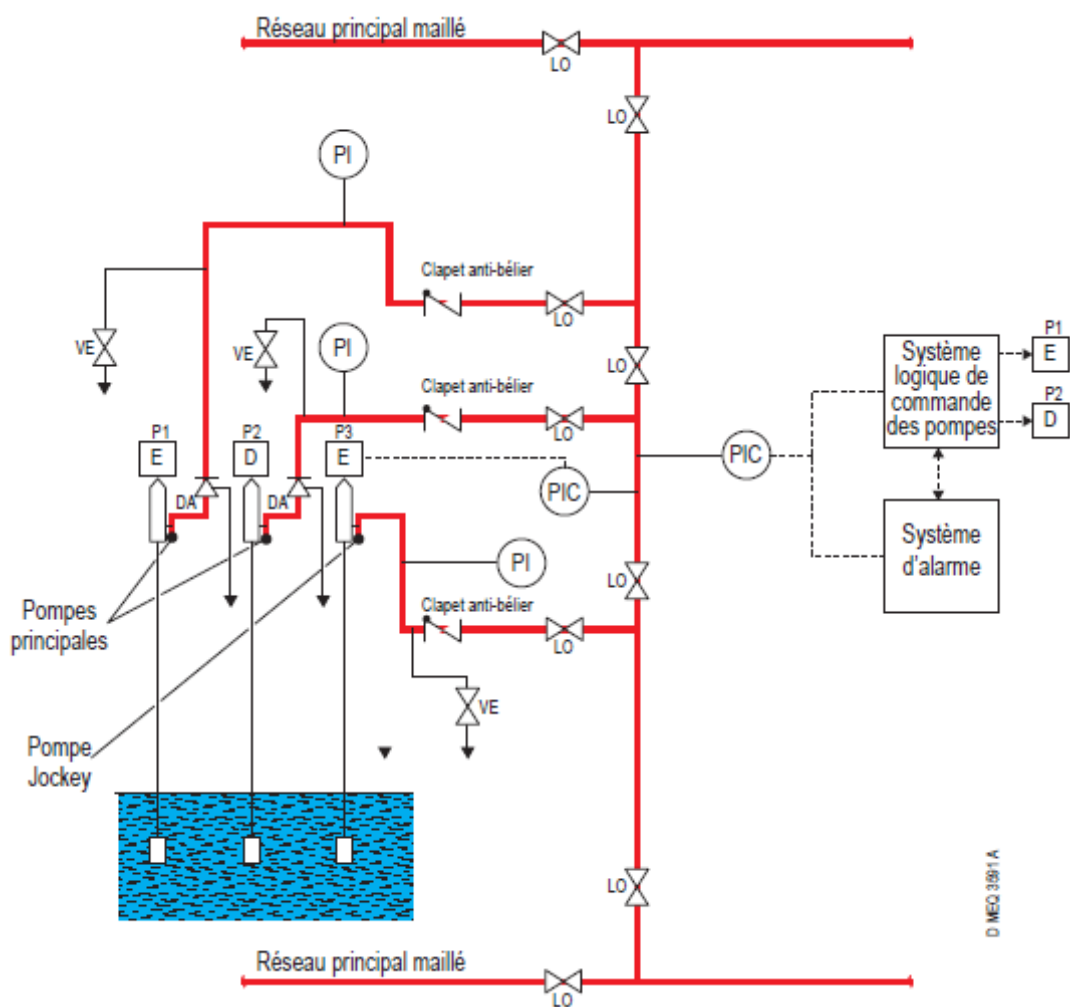 Réseau principal maillé
LO
LO
PI
Clapet anti-bélier
LO
VE
VE
PI
LO
Clapet anti-bélier
LO
P1
E
P2
D
P3
E
DA
DA
PIC
PIC
Système
logique de
commande
des pompes
P1
E
P2
D
Système
d'alarme
PI
LO
Clapet anti-bélier
LO
VE
Pompes
principales
Pompe
Jockey
LO
Réseau principal maillé
LO
D MEQ 3591 A